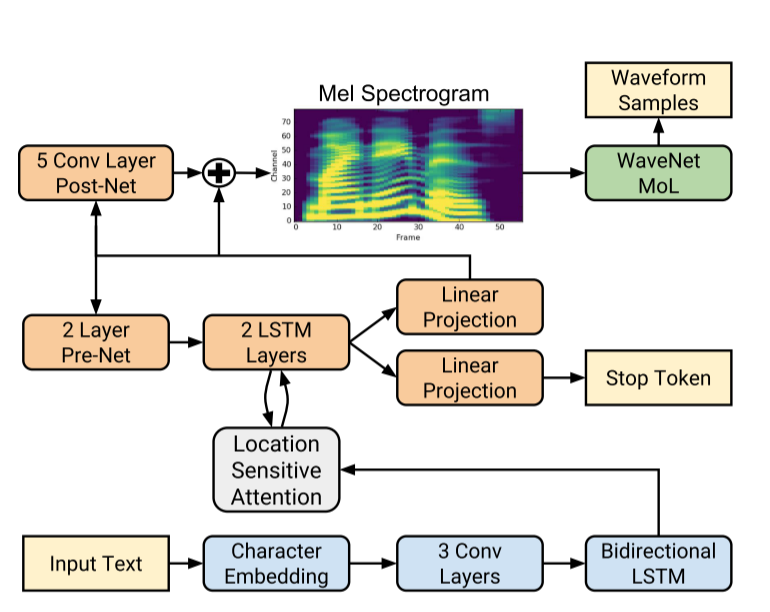 Mel Spectrogram
Waveform
Samples
5 Conv Layer
Post-Net
WaveNet
MoL
Channel
70
60
50
40
30
20
10
0
0 10 20 30 40 50
Frame
2 Layer
Pre-Net
2 LSTM
Layers
Linear
Projection
Linear
Projection
Stop Token
Location
Sensitive
Attention
Input Text
Character
Embedding
3 Conv
Layers
Bidirectional
LSTM